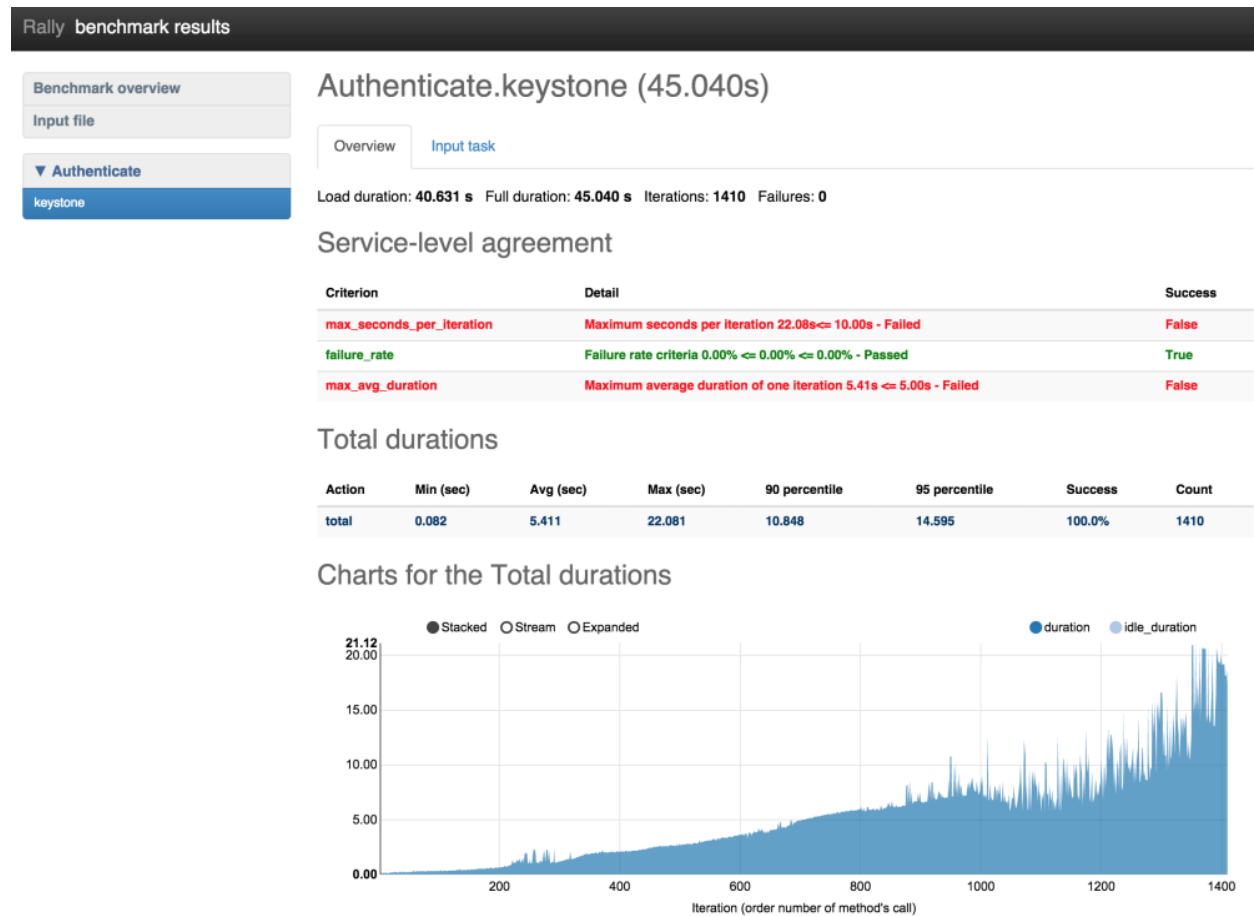 Rally benchmark results
Benchmark overview
Input file
▼ Authenticate
keystone
Authenticate.keystone (45.040s)
Overview Input task
Load duration: 40.631 s Full duration: 45.040 s Iterations: 1410 Failures: 0
Service-level agreement
Criterion Detail Success
max_seconds_per_iteration Maximum seconds per iteration 22.08s<= 10.00s - Failed False
failure_rate Failure rate criteria 0.00% <= 0.00% <= 0.00% - Passed True
max_avg_duration Maximum average duration of one iteration 5.41s <= 5.00s - Failed False
Total durations
Action Min (sec) Avg (sec) Max (sec) 90 percentile 95 percentile Success Count
total 0.082 5.411 22.081 10.848 14.595 100.0% 1410
Charts for the Total durations
Stacked Stream Expanded duration idle_duration
21.12
20.00
15.00
10.00
5.00
0.00
200 400 600 800 1000 1200 1400
Iteration (order number of method's call)